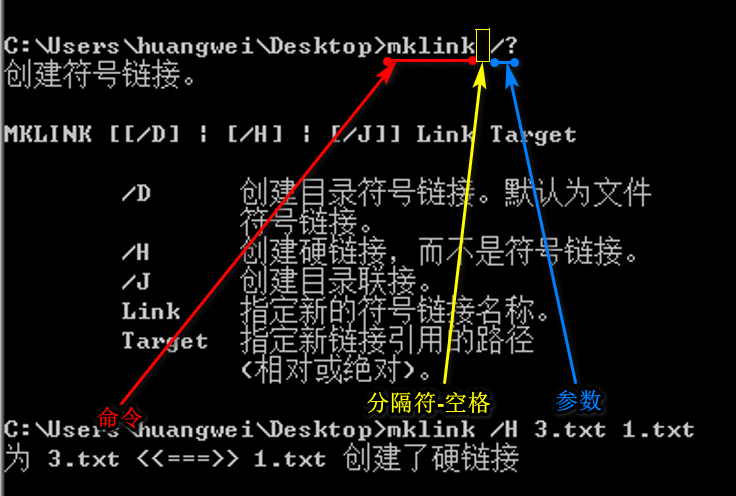 C:\Users\huangwei\Desktop>mklink /?
创建符号链接。
MKLINK [[/D] | [/H] | [/J]] Link Target
/D 创建目录符号链接。默认为文件
符号链接。
/H 创建硬链接，而不是符号链接。
/J 创建目录联接。
Link 指定新的符号链接名称。
Target 指定新链接引用的路径
(相对或绝对)。
命令 分隔符-空格 参数
C:\Users\huangwei\Desktop>mklink /H 3.txt 1.txt
为 3.txt <<===>> 1.txt 创建了硬链接